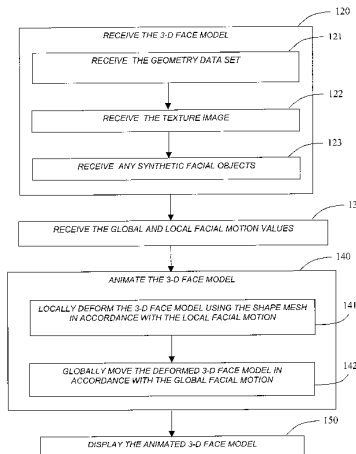 120
RECEIVE THE 3-D FACE MODEL
121
RECEIVE THE GEOMETRY DATA SET
122
RECEIVE THE TEXTURE IMAGE
123
RECEIVE ANY SYNTHETIC FACIAL OBJECTS
RECEIVE THE GLOBAL AND LOCAL FACIAL MOTION VALUES
140
ANIMATE THE 3-D FACE MODEL
LOCALLY DEFORM THE 3-D FACE MODEL USING THE SHAPE MESH
IN ACCORDANCE WITH THE LOCAL FACIAL MOTION
141
GLOBALLY MOVE THE DEFORMED 3-D FACE MODEL IN
ACCORDANCE WITH THE GLOBAL FACIAL MOTION
142
150
DISPLAY THE ANIMATED 3-D FACE MODEL